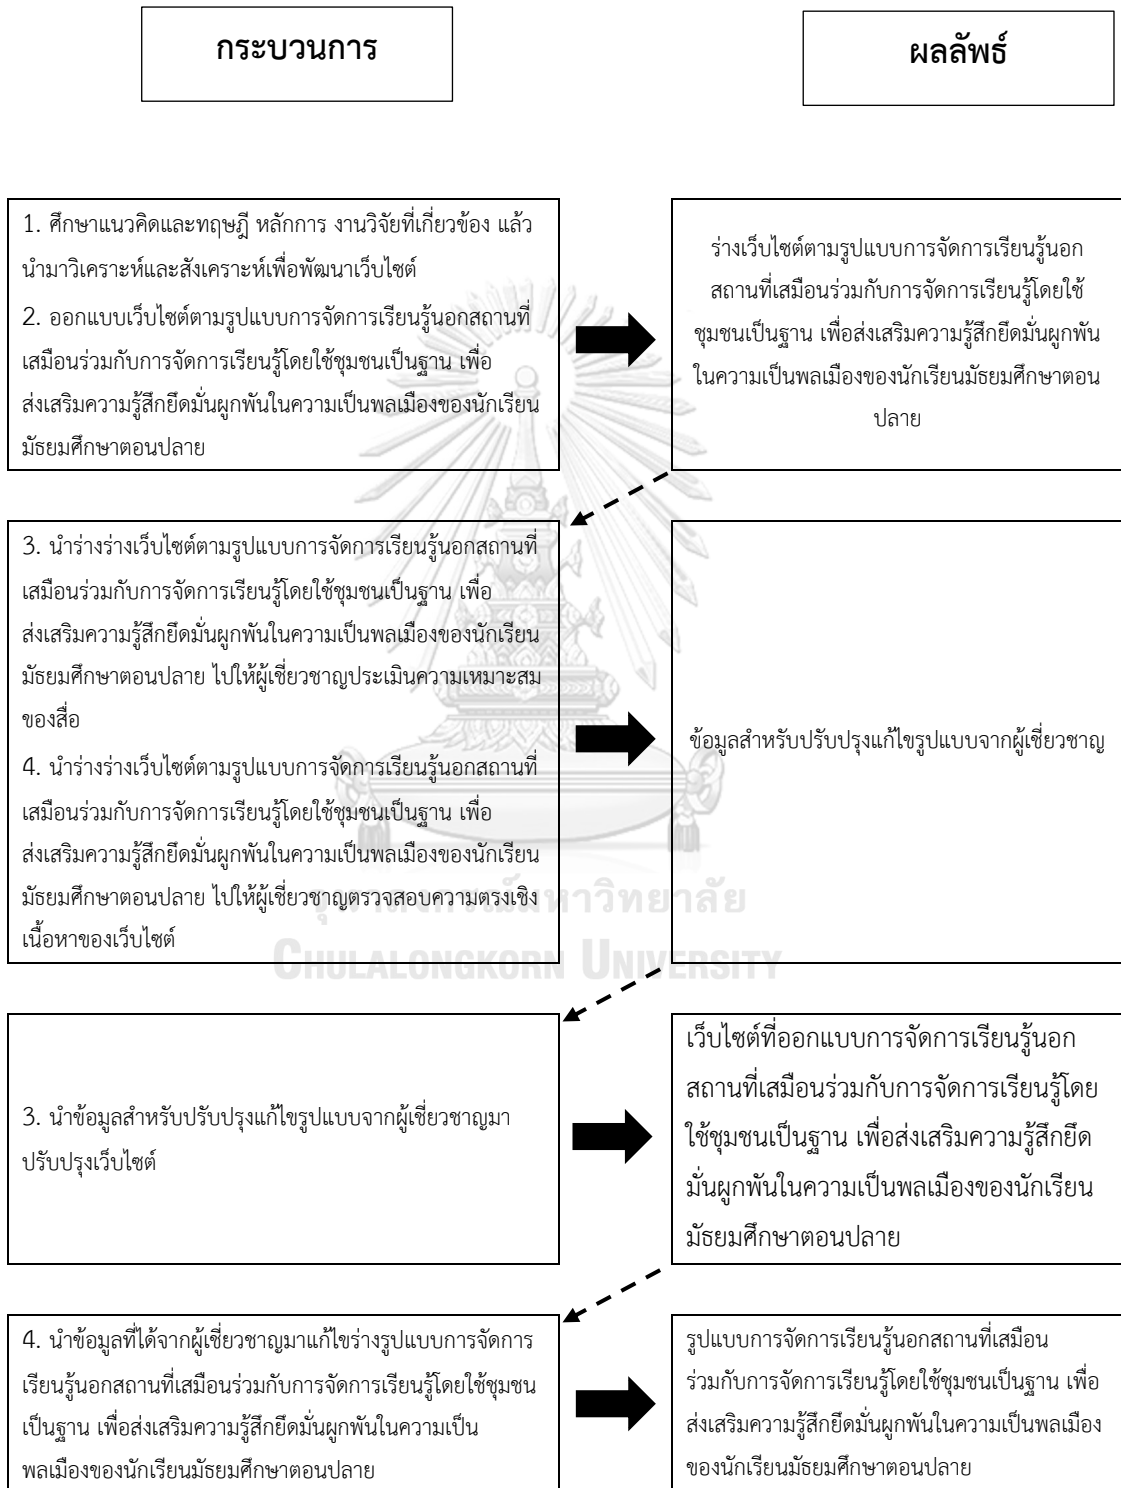 กระบวนการ
ผลลัพธ์
1. ศึกษาแนวคิดและทฤษฎี หลักการ งานวิจัยที่เกี่ยวข้อง แล้ว
นำมาวิเคราะห์และสังเคราะห์เพื่อพัฒนาเว็บไซต์
2. ออกแบบเว็บไซต์ตามรูปแบบการจัดการเรียนรู้นอกสถานที่
เสมือนร่วมกับการจัดการเรียนรู้โดยใช้ชุมชนเป็นฐาน เพื่อ
ส่งเสริมความรู้สึกยึดมั่นผูกพันในความเป็นพลเมืองของนักเรียน
มัธยมศึกษาตอนปลาย
ร่างเว็บไซต์ตามรูปแบบการจัดการเรียนรู้นอก
สถานที่เสมือนร่วมกับการจัดการเรียนรู้โดยใช้
ชุมชนเป็นฐาน เพื่อส่งเสริมความรู้สึกยึดมั่นผูกพัน
ในความเป็นพลเมืองของนักเรียนมัธยมศึกษาตอน
ปลาย
3. นำร่างร่างเว็บไซต์ตามรูปแบบการจัดการเรียนรู้นอกสถานที่
เสมือนร่วมกับการจัดการเรียนรู้โดยใช้ชุมชนเป็นฐาน เพื่อ
ส่งเสริมความรู้สึกยึดมั่นผูกพันในความเป็นพลเมืองของนักเรียน
มัธยมศึกษาตอนปลาย ไปให้ผู้เชี่ยวชาญประเมินความเหมาะสม
ของสื่อ
4. นำร่างร่างเว็บไซต์ตามรูปแบบการจัดการเรียนรู้นอกสถานที่
เสมือนร่วมกับการจัดการเรียนรู้โดยใช้ชุมชนเป็นฐาน เพื่อ
ส่งเสริมความรู้สึกยึดมั่นผูกพันในความเป็นพลเมืองของนักเรียน
มัธยมศึกษาตอนปลาย ไปให้ผู้เชี่ยวชาญตรวจสอบความตรงเชิง
เนื้อหาของเว็บไซต์
ข้อมูลสำหรับปรับปรุงแก้ไขรูปแบบจากผู้เชี่ยวชาญ
จุฬาลงกรณ์มหาวิทยาลัย
CHULALONGKORN UNIVERSITY
3. นำข้อมูลสำหรับปรับปรุงแก้ไขรูปแบบจากผู้เชี่ยวชาญมา
ปรับปรุงเว็บไซต์
เว็บไซต์ที่ออกแบบการจัดการเรียนรู้นอก
สถานที่เสมือนร่วมกับการจัดการเรียนรู้โดย
ใช้ชุมชนเป็นฐาน เพื่อส่งเสริมความรู้สึกยึด
มั่นผูกพันในความเป็นพลเมืองของนักเรียน
มัธยมศึกษาตอนปลาย
4. นำข้อมูลที่ได้จากผู้เชี่ยวชาญมาแก้ไขร่างรูปแบบการจัดการ
เรียนรู้นอกสถานที่เสมือนร่วมกับการจัดการเรียนรู้โดยใช้ชุมชน
เป็นฐาน เพื่อส่งเสริมความรู้สึกยึดมั่นผูกพันในความเป็น
พลเมืองของนักเรียนมัธยมศึกษาตอนปลาย
รูปแบบการจัดการเรียนรู้นอกสถานที่เสมือน
ร่วมกับการจัดการเรียนรู้โดยใช้ชุมชนเป็นฐาน เพื่อ
ส่งเสริมความรู้สึกยึดมั่นผูกพันในความเป็นพลเมือง
ของนักเรียนมัธยมศึกษาตอนปลาย